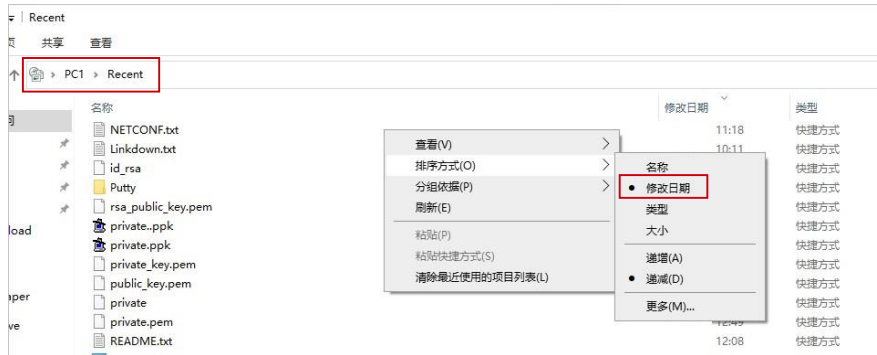 Recent
页 共享 查看
PC1 > Recent
名称 修改日期 类型
NETCONF.txt 11:18 快捷方式
Linkdown.txt 10:11 快捷方式
id_rsa 快捷方式
Putty 快捷方式
rsa_public_key.pem 快捷方式
private..ppk 快捷方式
private.ppk 快捷方式
private_key.pem 快捷方式
public_key.pem 快捷方式
private 快捷方式
private.pem 12:49 快捷方式
README.txt 12:08 快捷方式
load
aper
ve
查看(V)
排序方式(O)
分组依据(P)
刷新(E)
粘贴(P)
粘贴快捷方式(S)
清除最近使用的项目列表(L)
名称
修改日期
类型
大小
递增(A)
递减(D)
更多(M)...